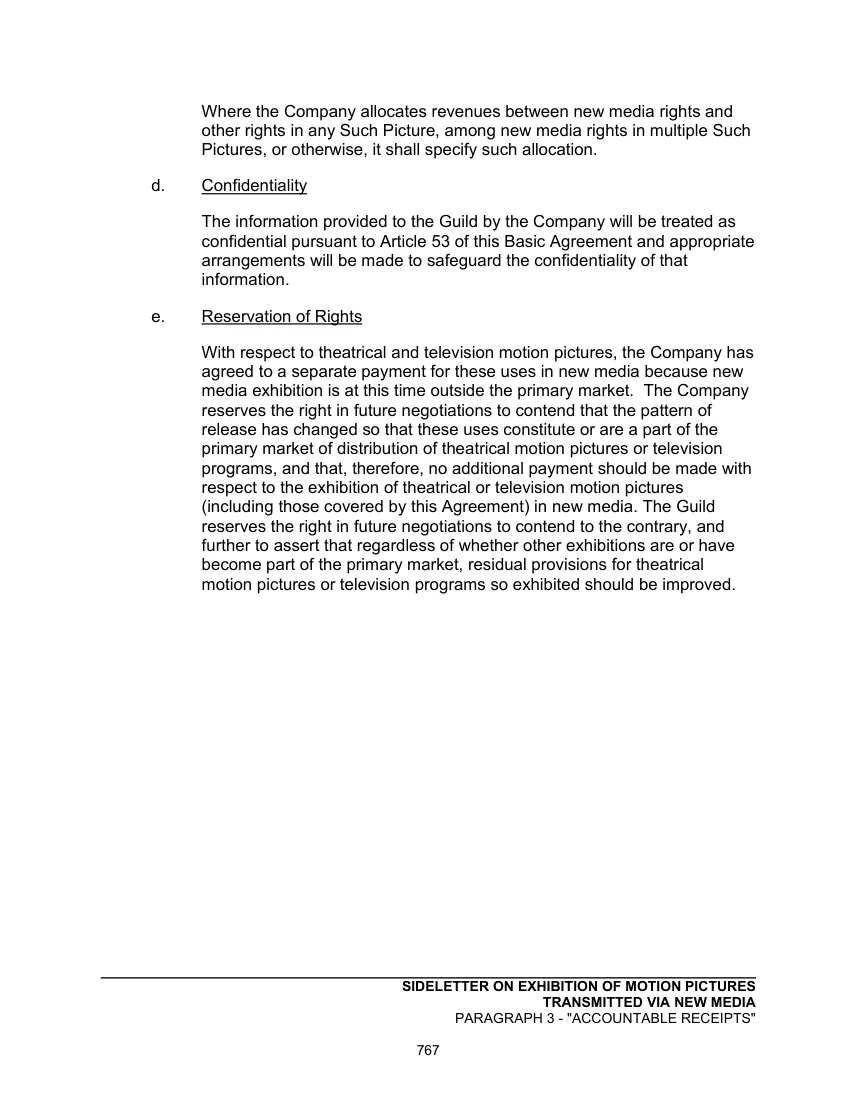 Where the Company allocates revenues between new media rights and
other rights in any Such Picture, among new media rights in multiple Such
Pictures, or otherwise, it shall specify such allocation.
d. Confidentiality
The information provided to the Guild by the Company will be treated as
confidential pursuant to Article 53 of this Basic Agreement and appropriate
arrangements will be made to safeguard the confidentiality of that
information.
e. Reservation of Rights
With respect to theatrical and television motion pictures, the Company has
agreed to a separate payment for these uses in new media because new
media exhibition is at this time outside the primary market.  The Company
reserves the right in future negotiations to contend that the pattern of
release has changed so that these uses constitute or are a part of the
primary market of distribution of theatrical motion pictures or television
programs, and that, therefore, no additional payment should be made with
respect to the exhibition of theatrical or television motion pictures
(including those covered by this Agreement) in new media. The Guild
reserves the right in future negotiations to contend to the contrary, and
further to assert that regardless of whether other exhibitions are or have
become part of the primary market, residual provisions for theatrical
motion pictures or television programs so exhibited should be improved.
SIDELETTER ON EXHIBITION OF MOTION PICTURES
TRANSMITTED VIA NEW MEDIA
PARAGRAPH 3 - "ACCOUNTABLE RECEIPTS"
767